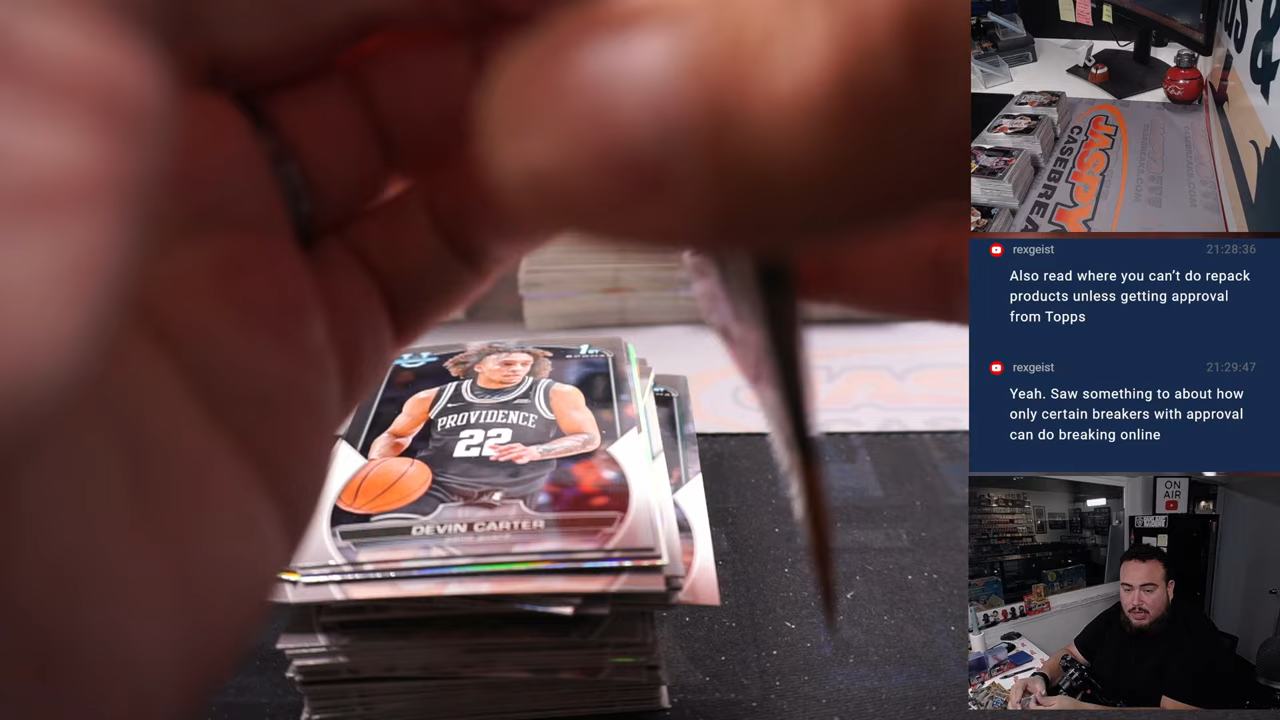 rexgeist 21:28:36
Also read where you can’t do repack
products unless getting approval
from Topps
rexgeist 21:29:47
Yeah. Saw something to about how
only certain breakers with approval
can do breaking online
1ST
PROVIDENCE
22
DEVIN CARTER
JASPY
CASEBREA
ON
AIR